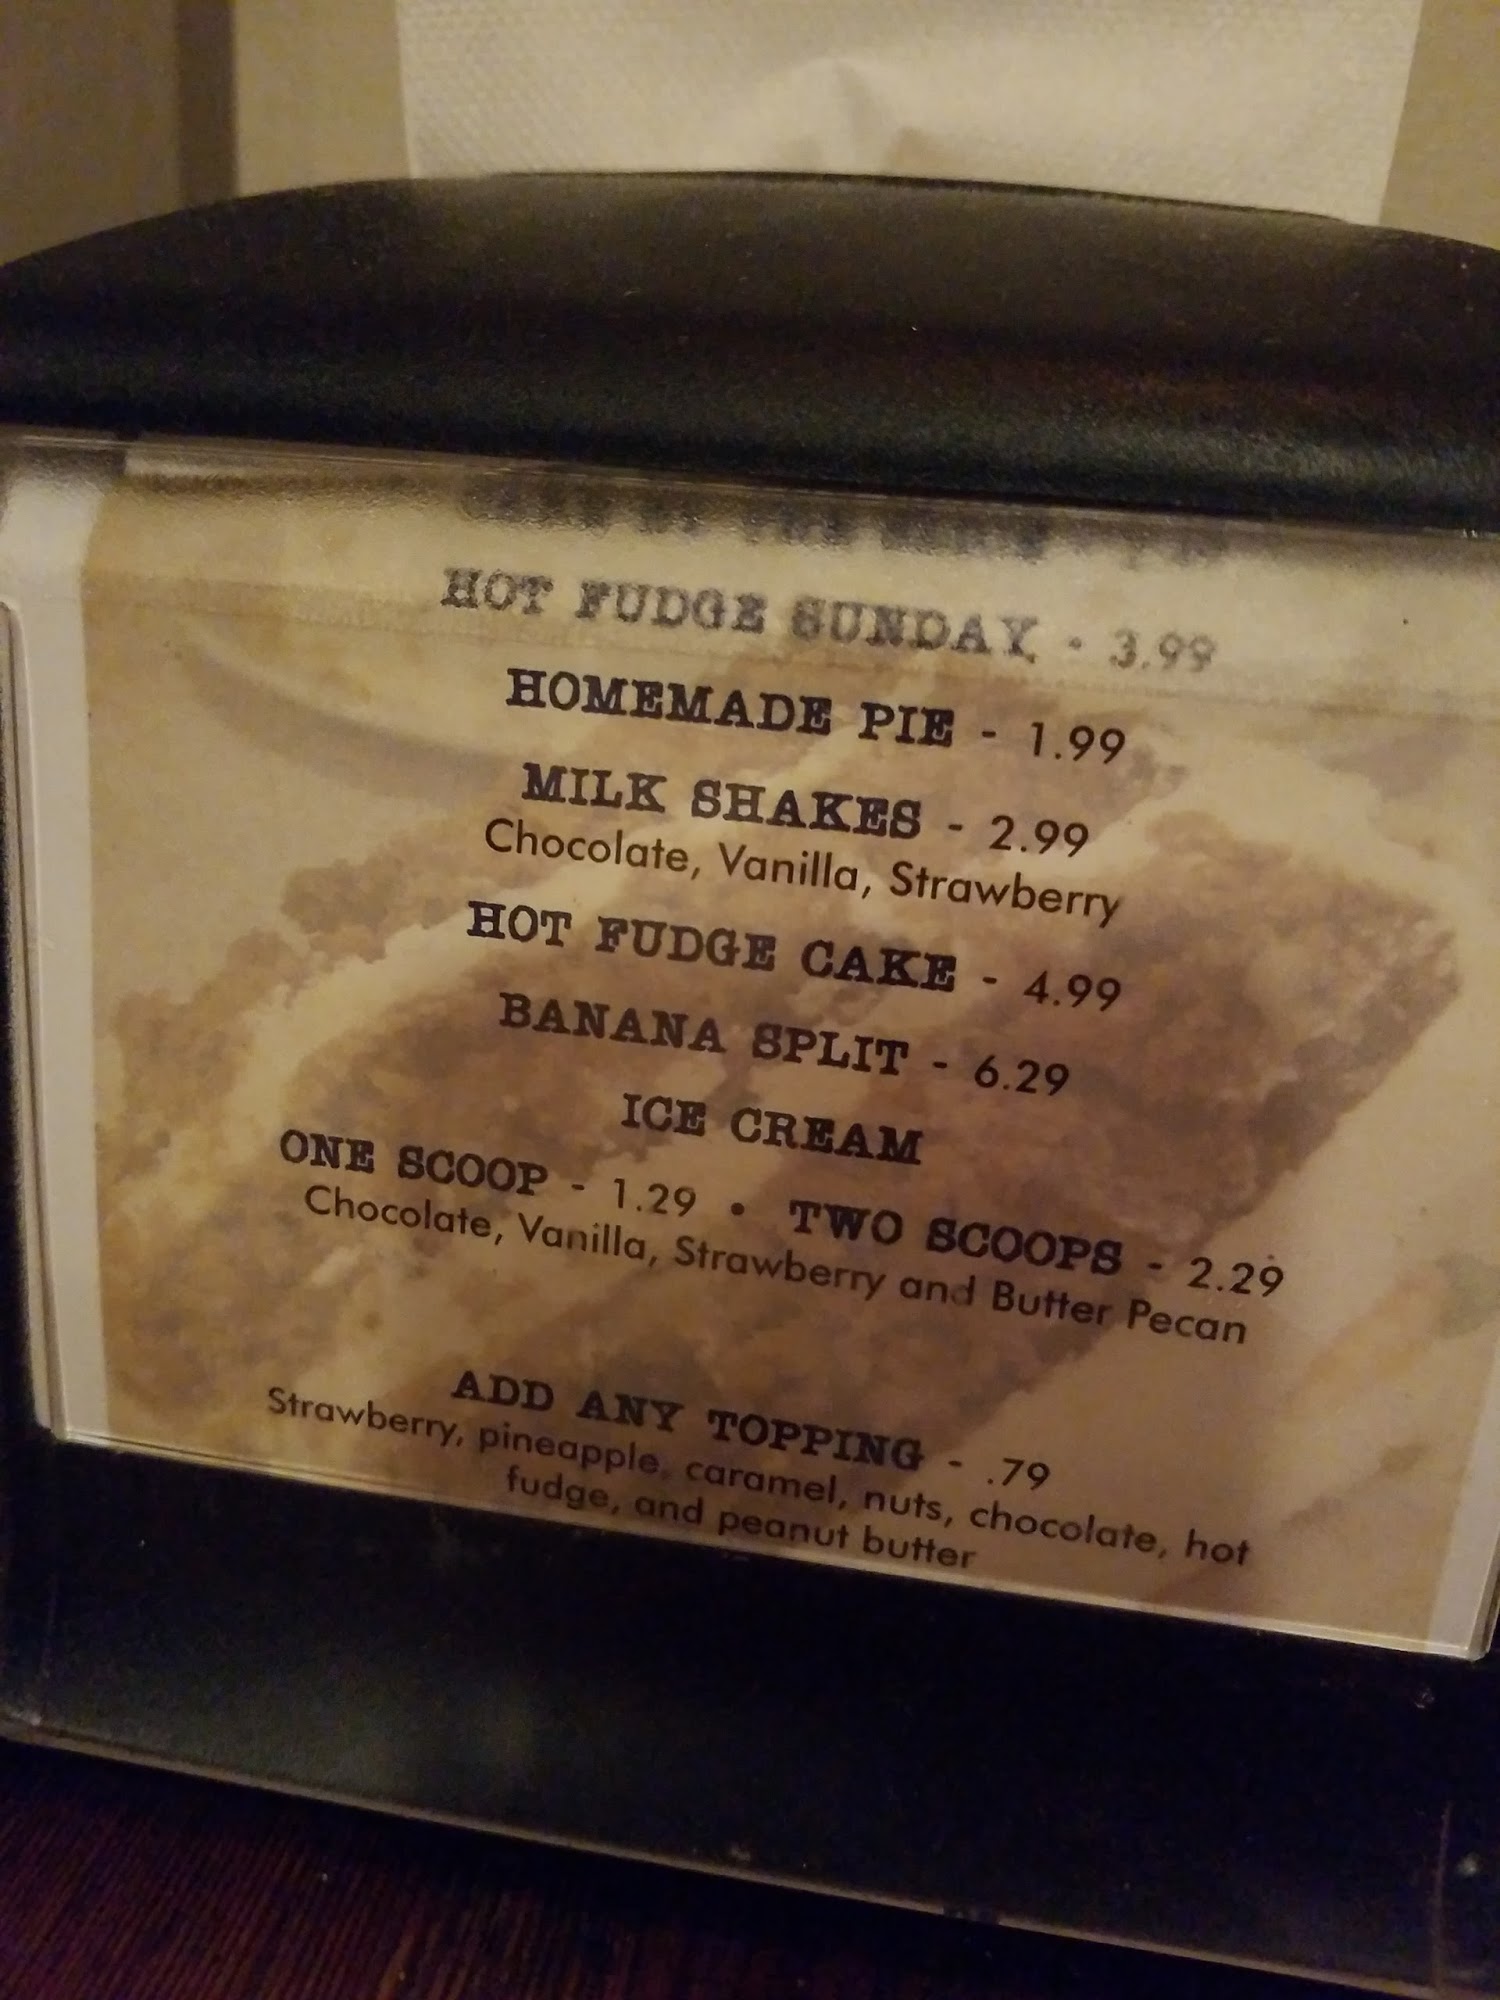 HOT FUDGE SUNDAY - 3.99
HOMEMADE PIE - 1.99
MILK SHAKES - 2.99
Chocolate, Vanilla, Strawberry
HOT FUDGE CAKE - 4.99
BANANA SPLIT - 6.29
ICE CREAM
ONE SCOOP - 1.29 • TWO SCOOPS - 2.29
Chocolate, Vanilla, Strawberry and Butter Pecan
ADD ANY TOPPING - .79
Strawberry, pineapple, caramel, nuts, chocolate, hot
fudge, and peanut butter